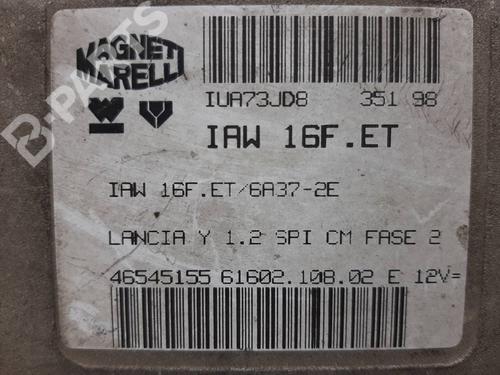 MAGNETI
MARELLI
B-PARTS
IUA73JD8 351 98
IAW 16F.ET
IAW 16F.ET/6A37-2E
LANCIA Y 1.2 SPI CM FASE 2
46545155 61602.108.02 E 12V=